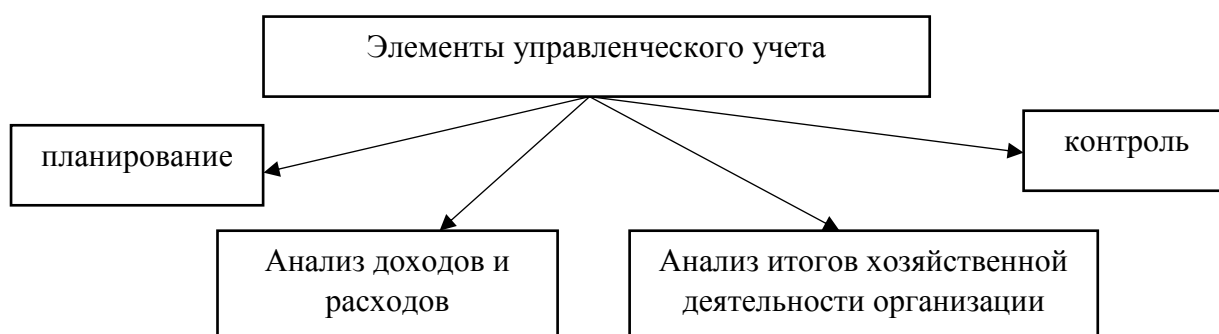 Элементы управленческого учета
планирование
контроль
Анализ доходов и
расходов
Анализ итогов хозяйственной
деятельности организации